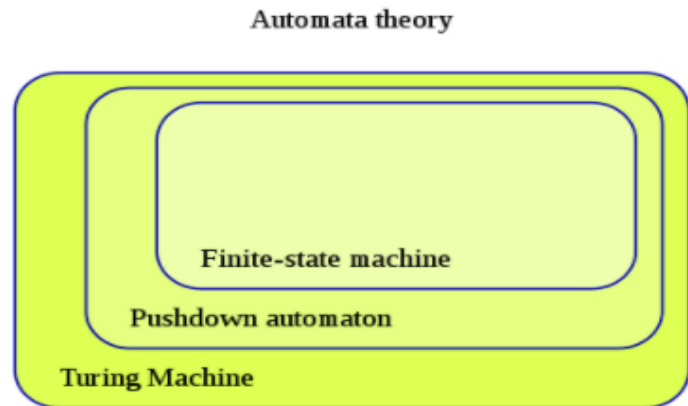 Automata theory
Finite-state machine
Pushdown automaton
Turing Machine